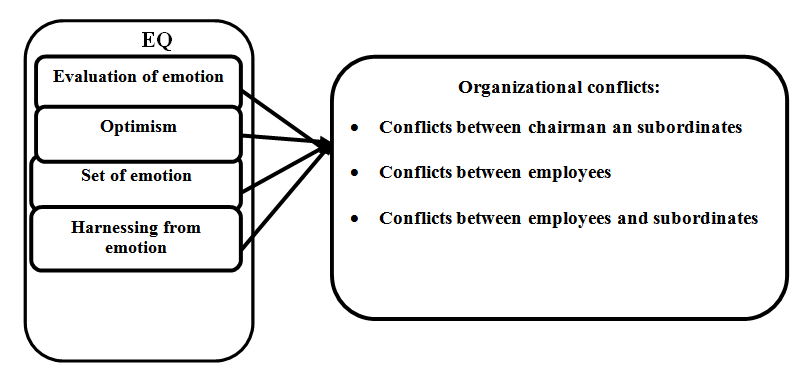 EQ
Evaluation of emotion
Optimism
Set of emotion
Harnessing from
emotion
Organizational conflicts:
• Conflicts between chairman an subordinates
• Conflicts between employees
• Conflicts between employees and subordinates